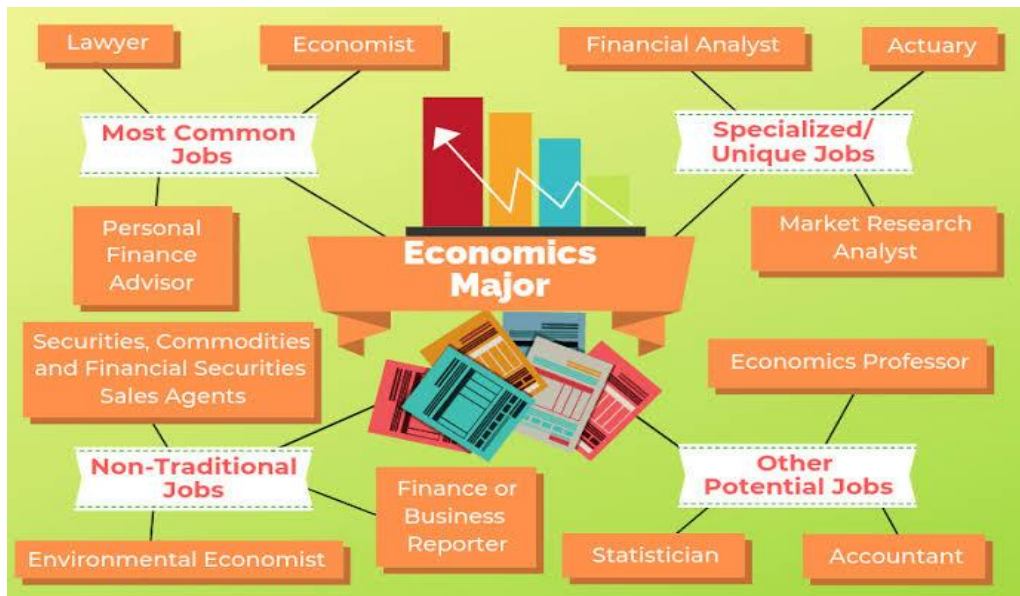 Lawyer
Economist
Most Common
Jobs
Personal
Finance
Advisor
Financial Analyst
Actuary
Specialized/
Unique Jobs
Market Research
Analyst
Economics
Major
Securities, Commodities
and Financial Securities
Sales Agents
Non-Traditional
Jobs
Environmental Economist
Finance or
Business
Reporter
Economics Professor
Other
Potential Jobs
Statistician
Accountant